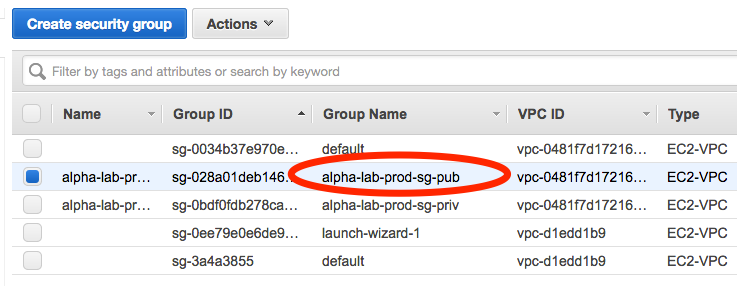 Create security group Actions
Filter by tags and attributes or search by keyword
Name Group ID Group Name VPC ID Type
sg-0034b37e970e... default vpc-0481f7d17216... EC2-VPC
alpha-lab-pr... sg-028a01deb146... alpha-lab-prod-sg-pub vpc-0481f7d17216... EC2-VPC
alpha-lab-pr... sg-0bdf0fdb278ca... alpha-lab-prod-sg-priv vpc-0481f7d17216... EC2-VPC
sg-0ee79e0e6de9... launch-wizard-1 vpc-d1edd1b9 EC2-VPC
sg-3a4a3855 default vpc-d1edd1b9 EC2-VPC